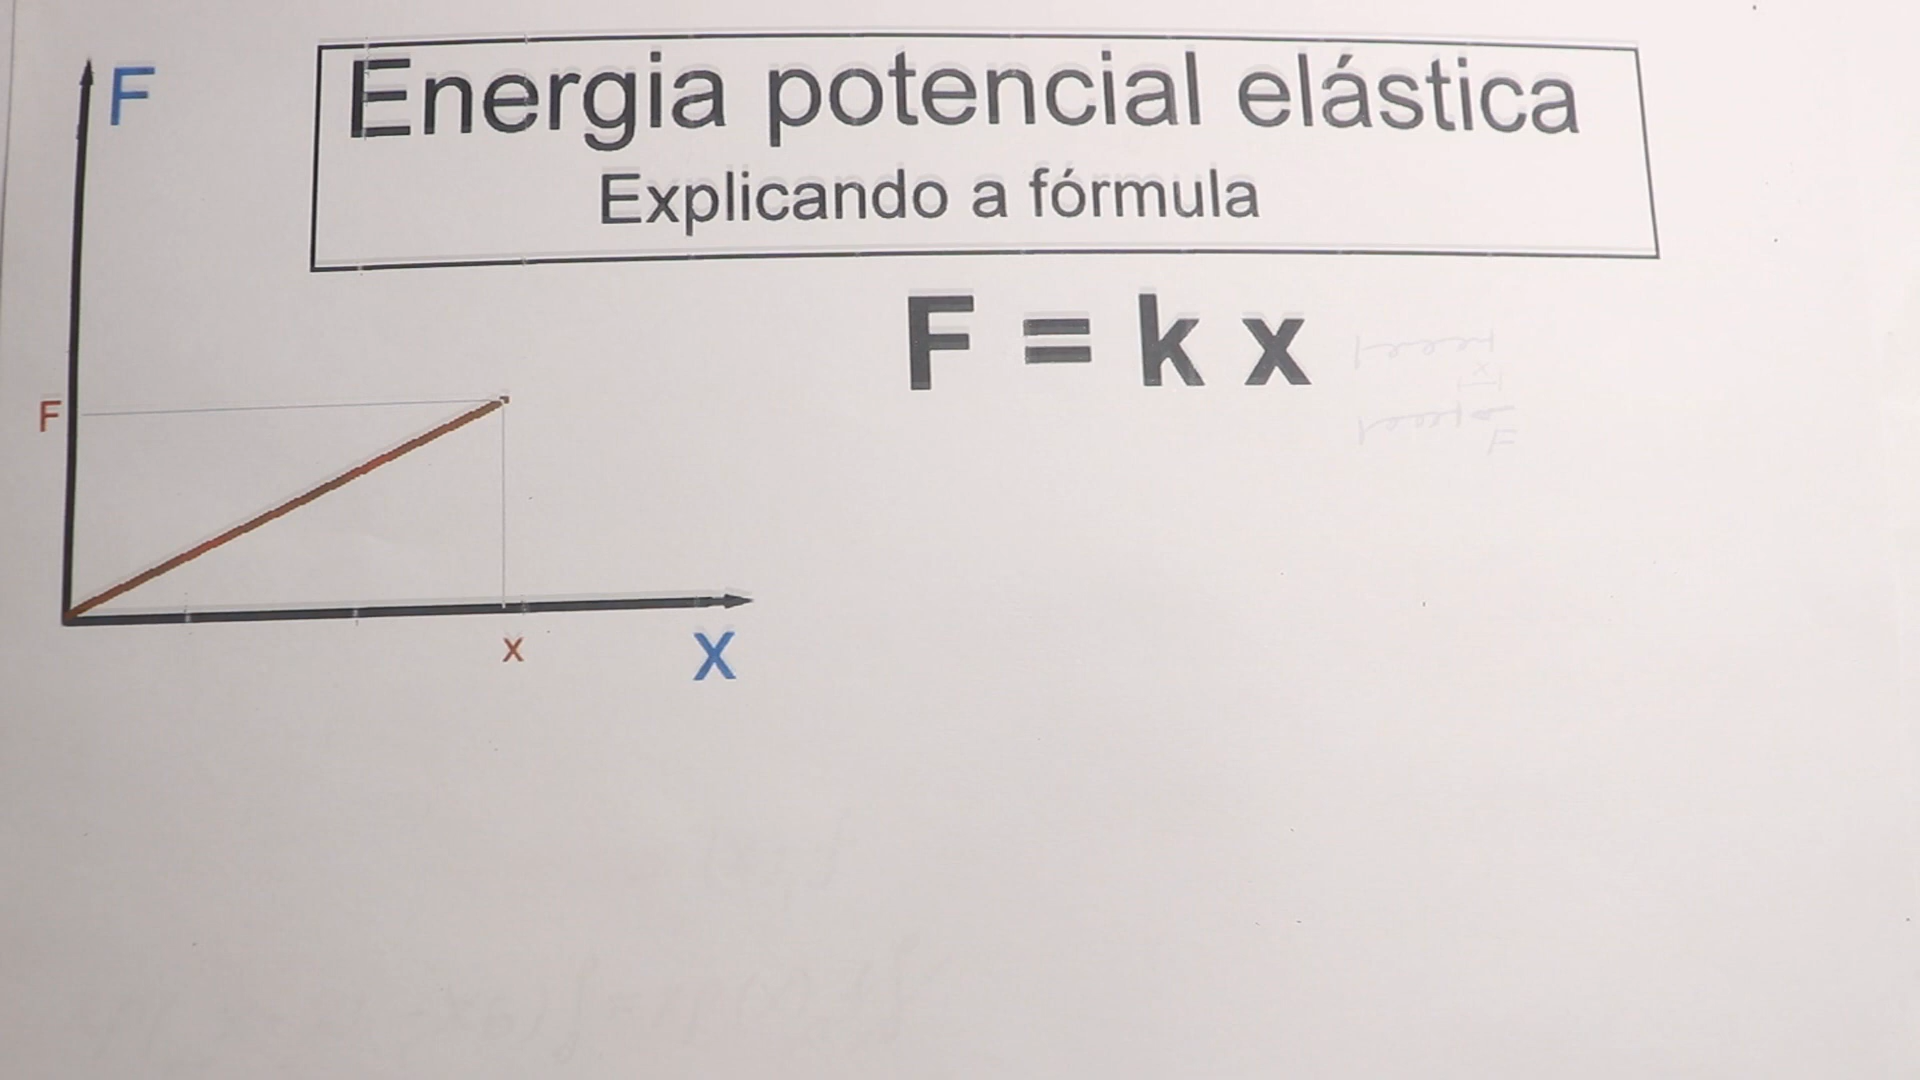 F
Energia potencial elástica
Explicando a fórmula
F = k x
F
x
X